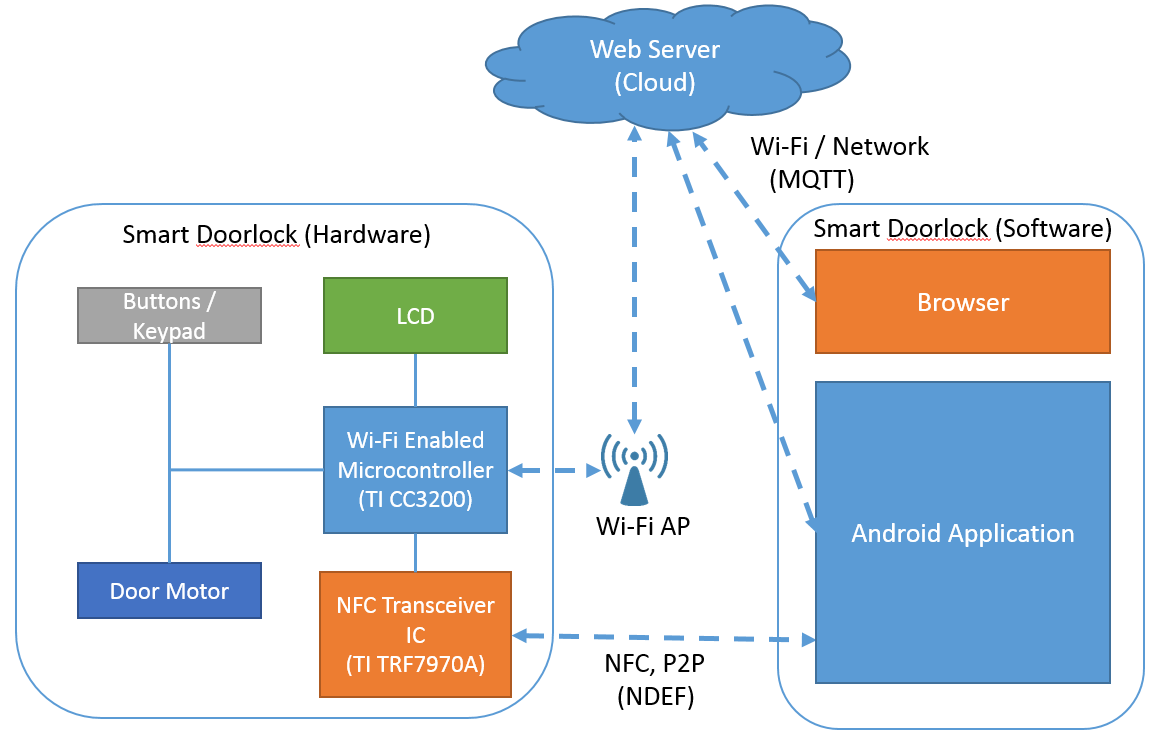 Web Server
(Cloud)
Wi-Fi / Network
(MQTT)
Smart Doorlock (Hardware)
Buttons /
Keypad
LCD
Wi-Fi Enabled
Microcontroller
(TI CC3200)
Door Motor
NFC Transceiver
IC
(TI TRF7970A)
Wi-Fi AP
NFC, P2P
(NDEF)
Smart Doorlock (Software)
Browser
Android Application